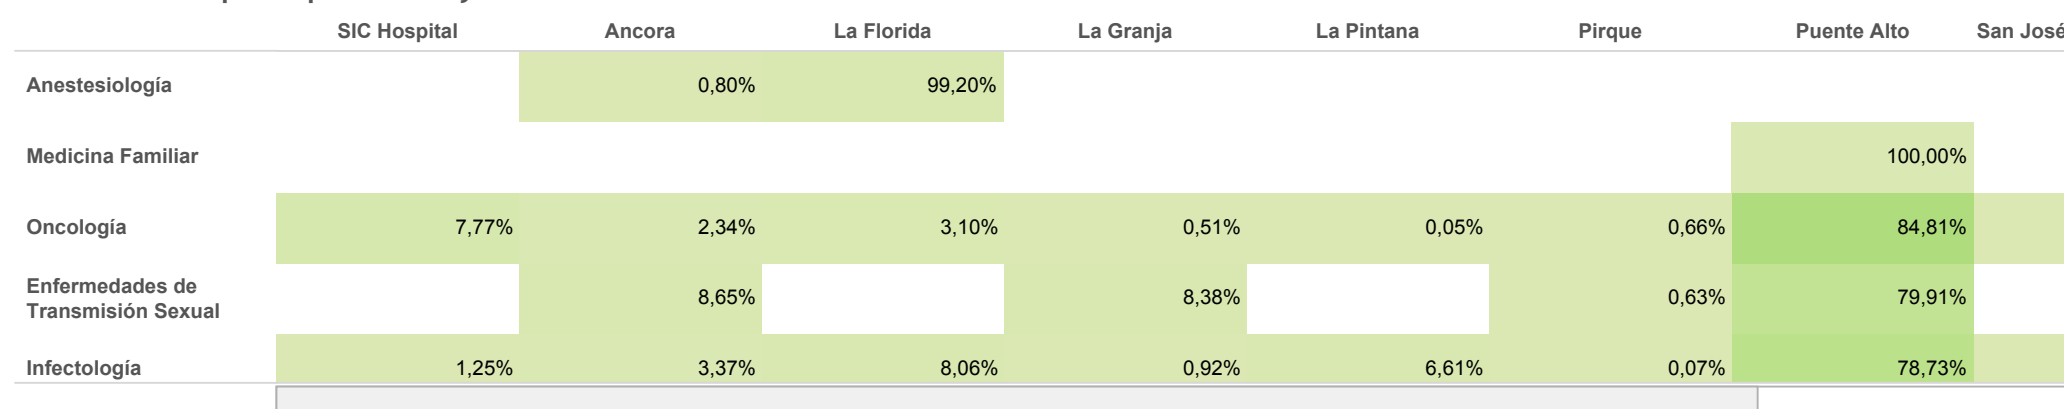 SIC Hospital Ancora La Florida La Granja La Pintana Pirque Puente Alto San José
Anestesiología 0,80% 99,20%
Medicina Familiar 100,00%
Oncología 7,77% 2,34% 3,10% 0,51% 0,05% 0,66% 84,81%
Enfermedades de
Transmisión Sexual 8,65% 8,38% 0,63% 79,91%
Infectología 1,25% 3,37% 8,06% 0,92% 6,61% 0,07% 78,73%